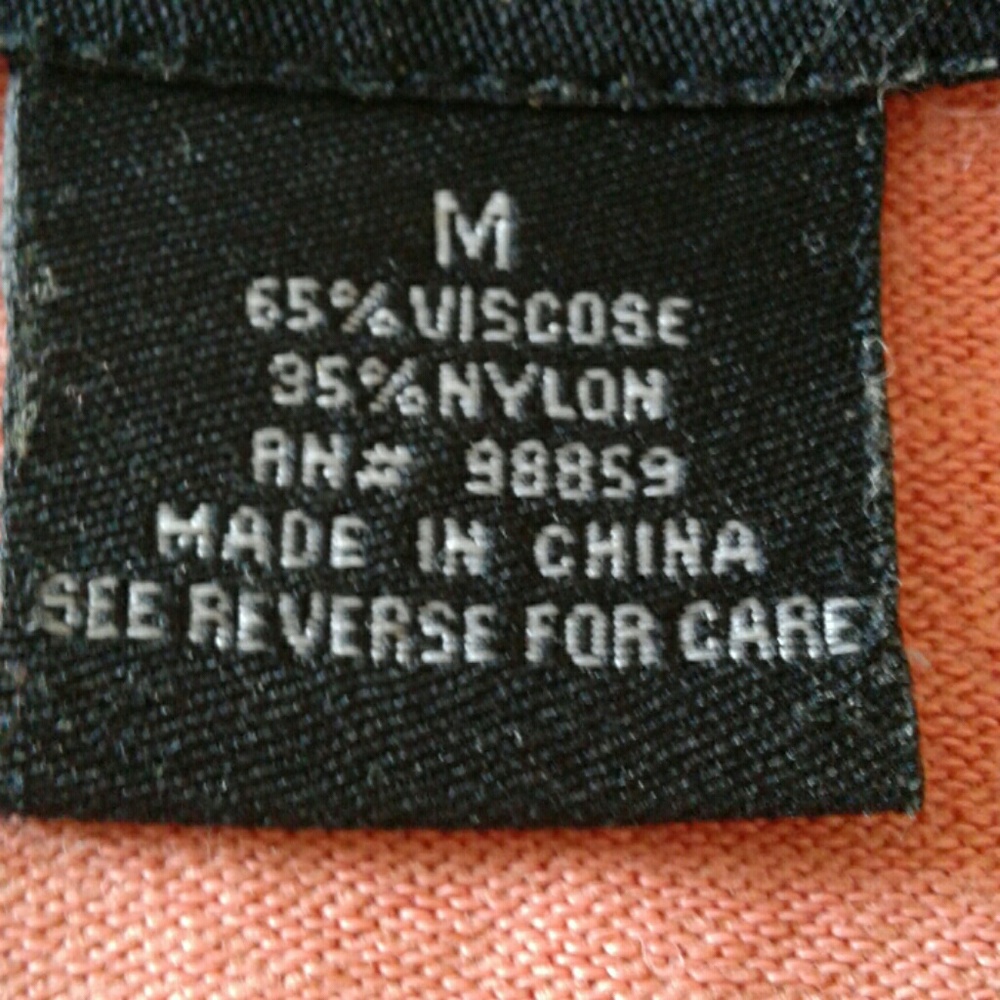 M
65% VISCOSE
35% NYLON
RN# 98859
MADE IN CHINA
SEE REVERSE FOR CARE